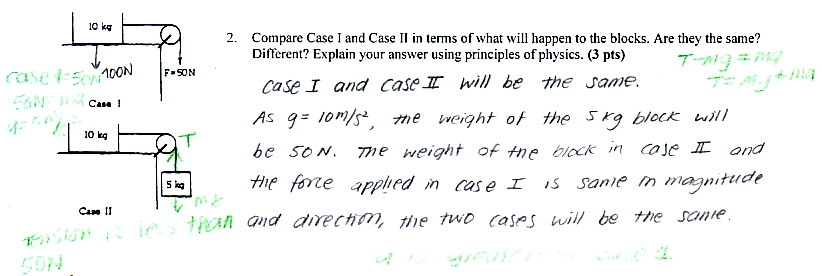 10 kg
100N
F=50N
case 1: 50N
Case I
10 kg
T
5 kg
mg
Case II
tension is less than
50N
2. Compare Case I and Case II in terms of what will happen to the blocks. Are they the same?
Different? Explain your answer using principles of physics. (3 pts)
T-mg = ma
T = mg + ma
case I and case II will be the same.
As g = 10m/s², the weight of the 5 kg block will
be 50 N. The weight of the block in case II and
the force applied in case I is same in magnitude
and direction, the two cases will be the same.
a is greater in case 1.